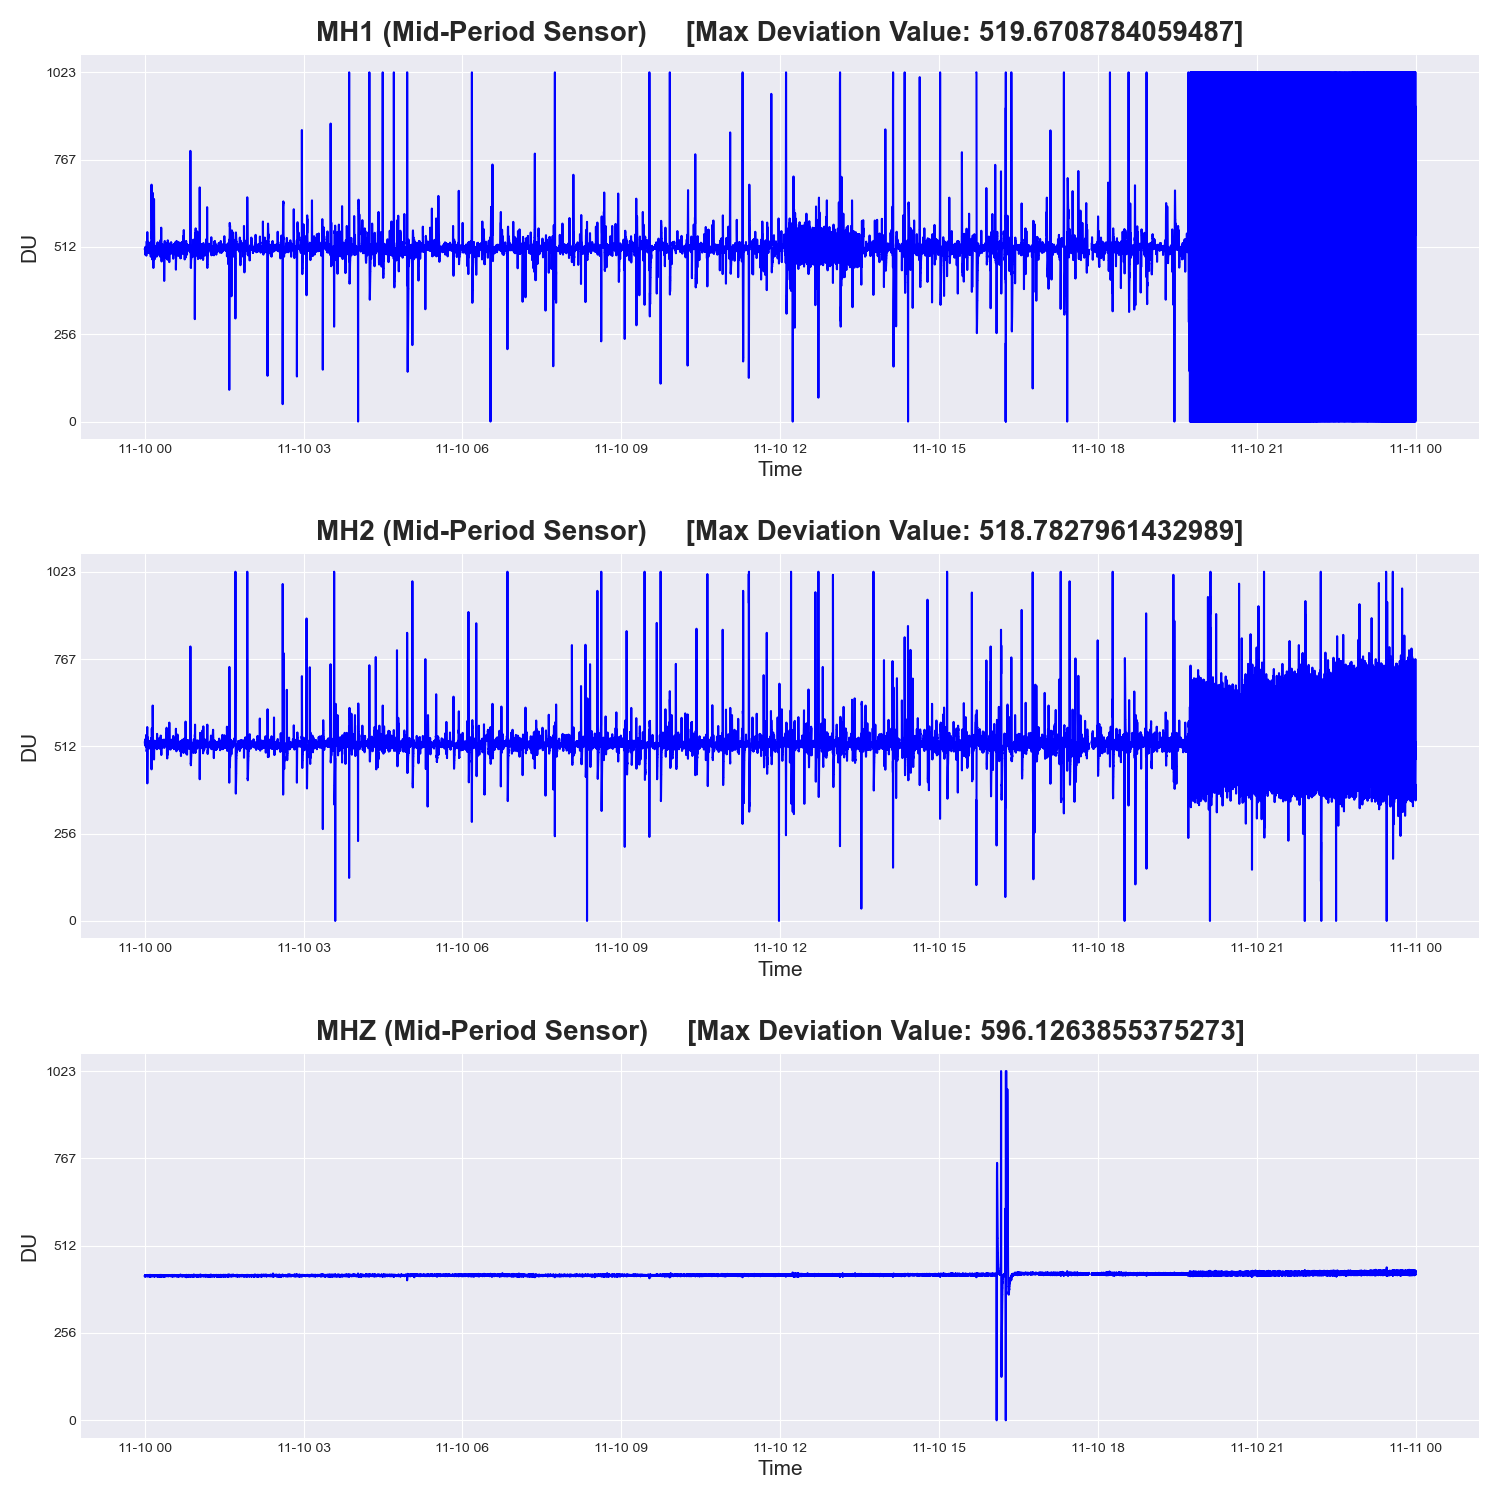 MH1 (Mid-Period Sensor)     [Max Deviation Value: 519.6708784059487]
1023
767
512
256
0
DU
11-10 00 11-10 03 11-10 06 11-10 09 11-10 12 11-10 15 11-10 18 11-10 21 11-11 00
Time
MH2 (Mid-Period Sensor)     [Max Deviation Value: 518.7827961432989]
1023
767
512
256
0
DU
11-10 00 11-10 03 11-10 06 11-10 09 11-10 12 11-10 15 11-10 18 11-10 21 11-11 00
Time
MHZ (Mid-Period Sensor)     [Max Deviation Value: 596.1263855375273]
1023
767
512
256
0
DU
11-10 00 11-10 03 11-10 06 11-10 09 11-10 12 11-10 15 11-10 18 11-10 21 11-11 00
Time